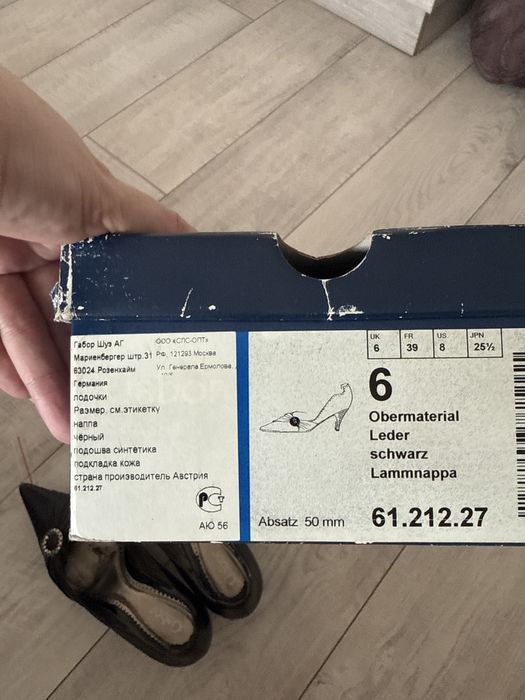 Габор Шуз АГ
Мариенбергер штр.31
83024 Розенхайм
Германия
лодочки
Размер. см.этикетку
наппа
чёрный
подошва синтетика
подкладка кожа
страна производитель Австрия
61.212.27
ООО «СЛС-ОПТ»
РФ, 121293 Москва
Ул. Генерала Ермолова,
РСТ
АЮ 56
UK 6
FR 39
US 8
JPN 25½
6
Obermaterial
Leder
schwarz
Lammnappa
Absatz 50 mm
61.212.27